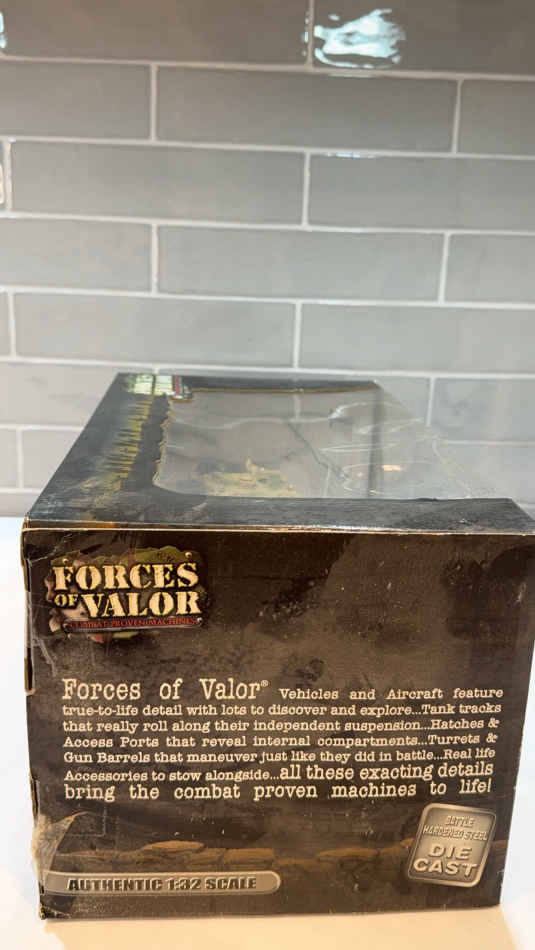 FORCES
OF VALOR
COMBAT PROVEN MACHINES
Forces of Valor® Vehicles and Aircraft feature
true-to-life detail with lots to discover and explore...Tank tracks
that really roll along their independent suspension...Hatches &
Access Ports that reveal internal compartments...Turrets &
Gun Barrels that maneuver just like they did in battle...Real life
Accessories to stow alongside...all these exacting details
bring the combat proven machines to life!
BATTLE
HARDENED STEEL
DIE
CAST
AUTHENTIC 1:32 SCALE